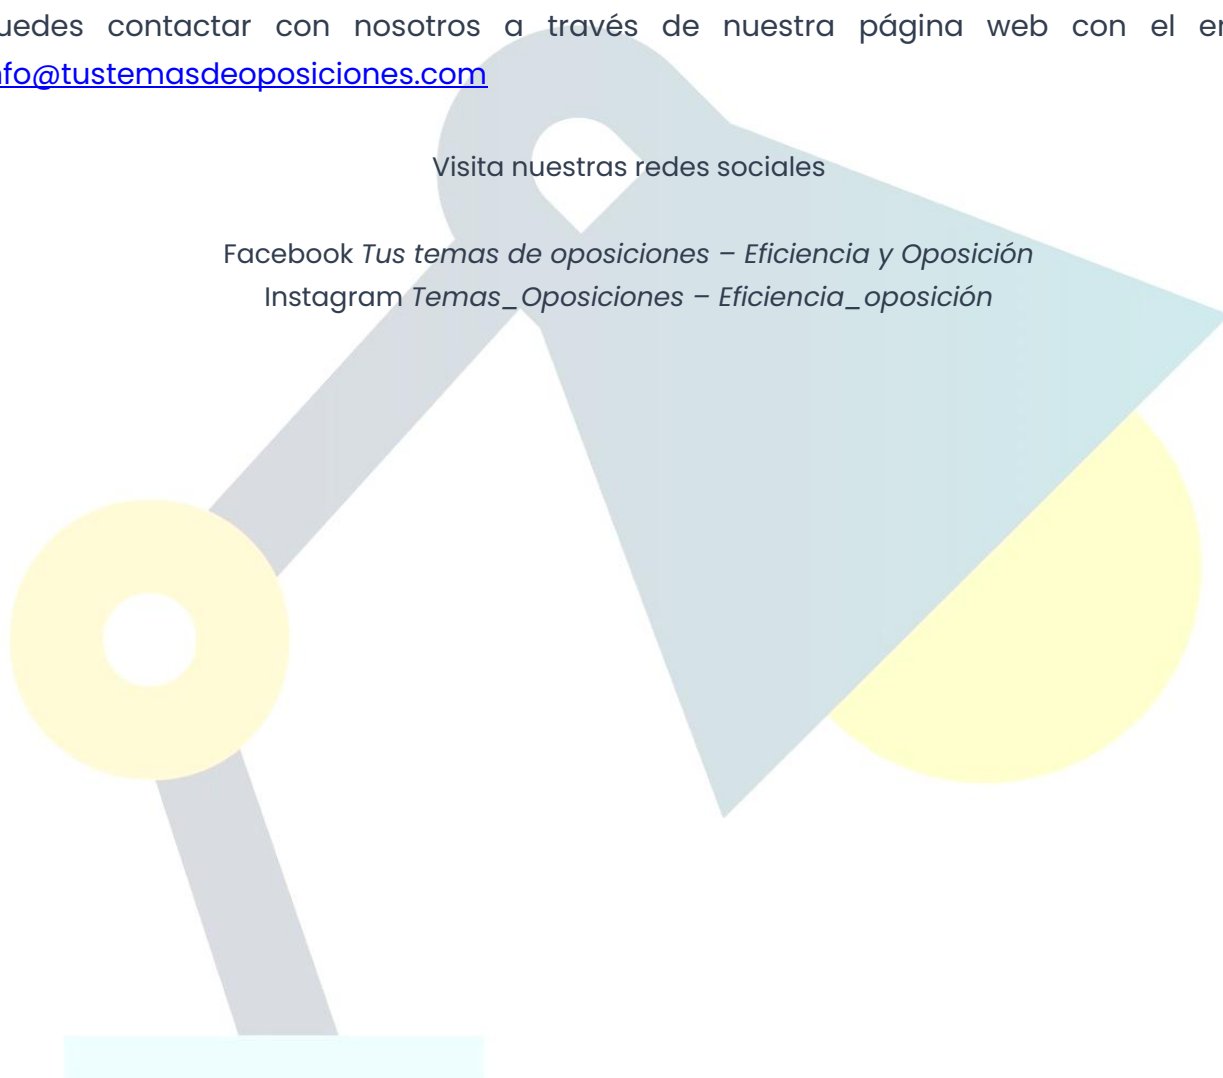 uedes contactar con nosotros a través de nuestra página web con el
nfo@tustemasdeoposiciones.com
Visita nuestras redes sociales
Facebook Tus temas de oposiciones – Eficiencia y Oposición
Instagram Temas_Oposiciones – Eficiencia_oposición